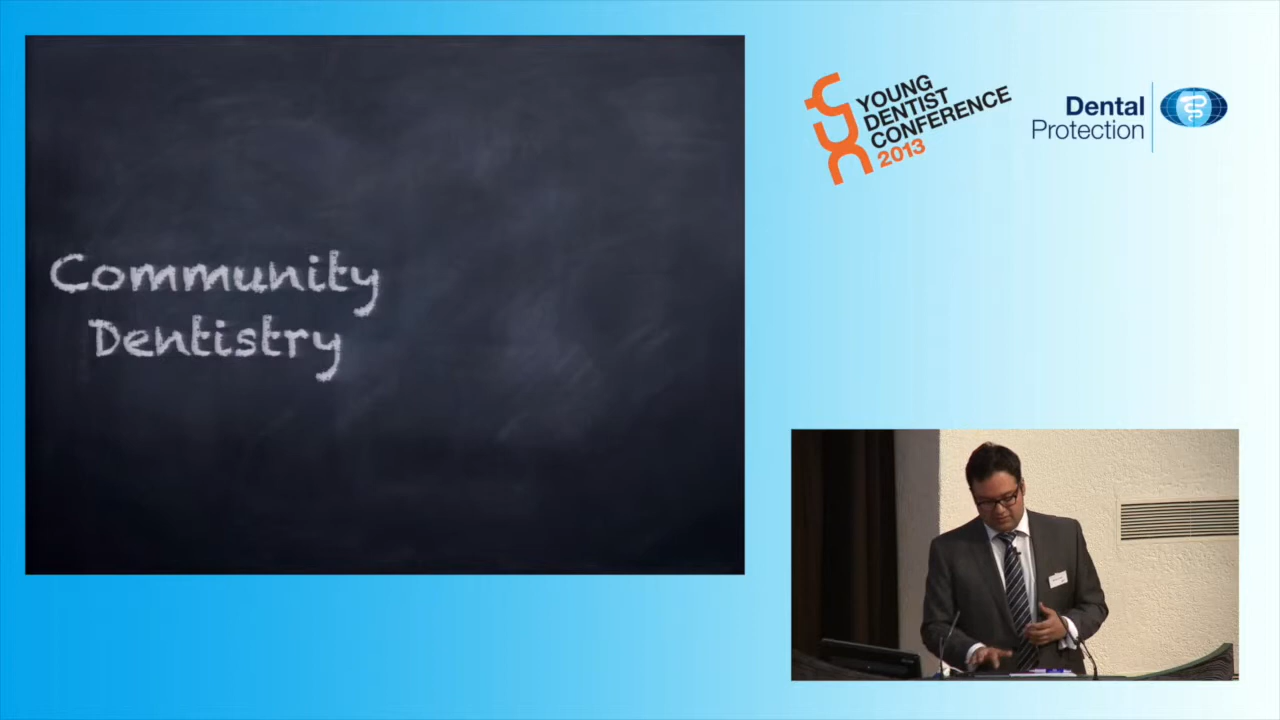 Community
Dentistry
YOUNG
DENTIST
CONFERENCE
2013
Dental
Protection